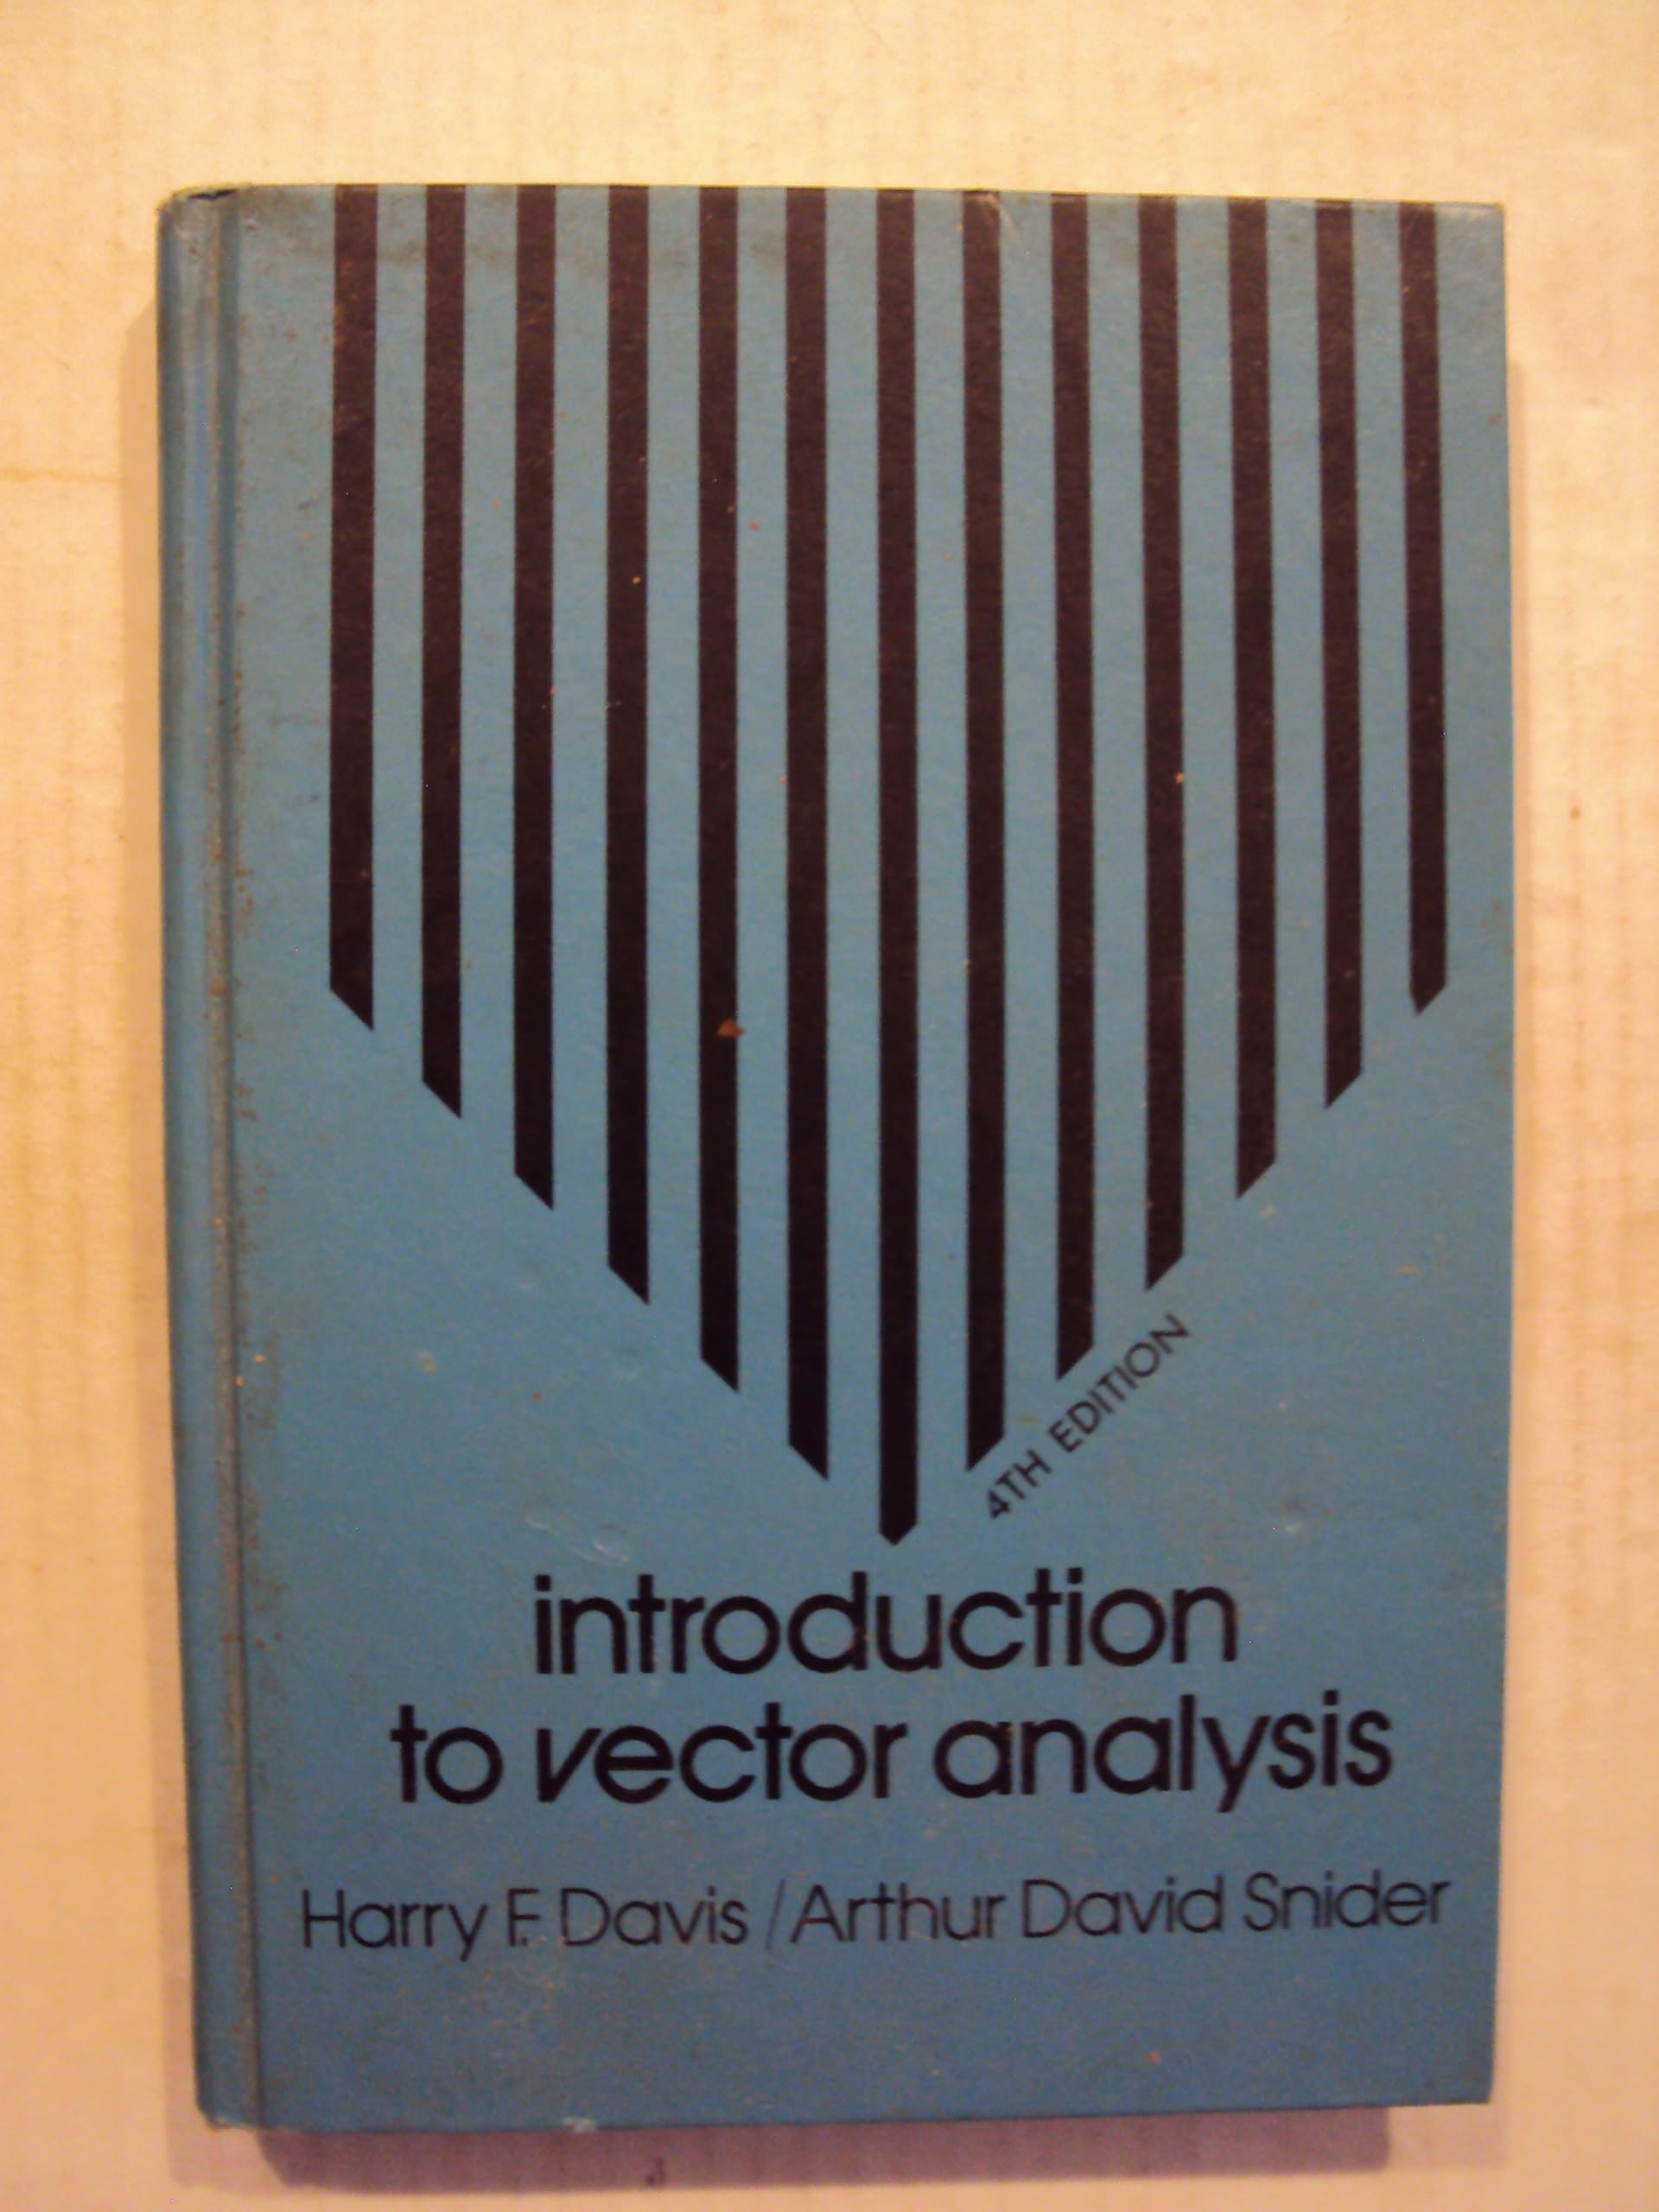 4TH EDITION
introduction
to vector analysis
Harry F. Davis / Arthur David Snider